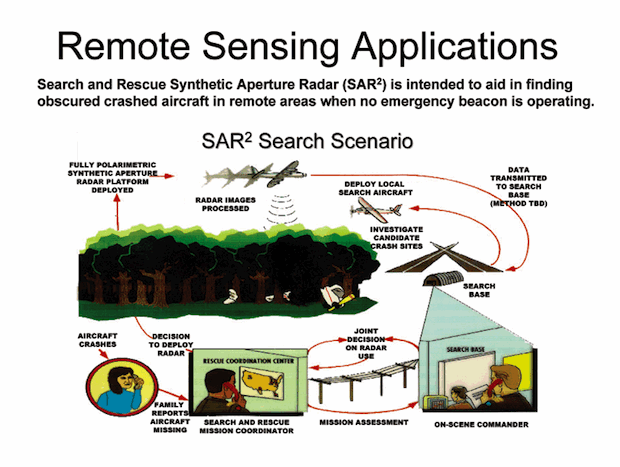 Remote Sensing Applications
Search and Rescue Synthetic Aperture Radar (SAR²) is intended to aid in finding
obscured crashed aircraft in remote areas when no emergency beacon is operating.
SAR² Search Scenario
FULLY POLARIMETRIC
SYNTHETIC APERTURE
RADAR PLATFORM
DEPLOYED
RADAR IMAGES
PROCESSED
DEPLOY LOCAL
SEARCH AIRCRAFT
DATA
TRANSMITTED
TO SEARCH
BASE
(METHOD TBD)
INVESTIGATE
CANDIDATE
CRASH SITES
SEARCH
BASE
AIRCRAFT
CRASHES
DECISION
TO DEPLOY
RADAR
RESCUE COORDINATION CENTER
JOINT
DECISION
ON RADAR
USE
SEARCH BASE
FAMILY
REPORTS
AIRCRAFT
MISSING
SEARCH AND RESCUE
MISSION COORDINATOR
MISSION ASSESSMENT
ON-SCENE COMMANDER